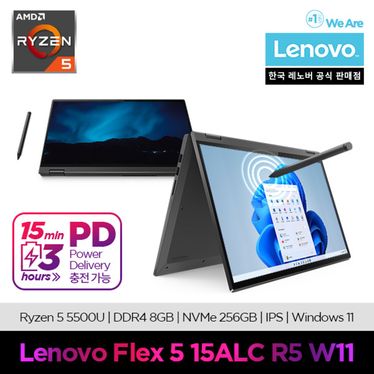 AMD
RYZEN
5
#1 We Are
Lenovo
한국 레노버 공식 판매점
15min
3
hours
PD
Power
Delivery
충전 가능
Ryzen 5 5500U | DDR4 8GB | NVMe 256GB | IPS | Windows 11
Lenovo Flex 5 15ALC R5 W11